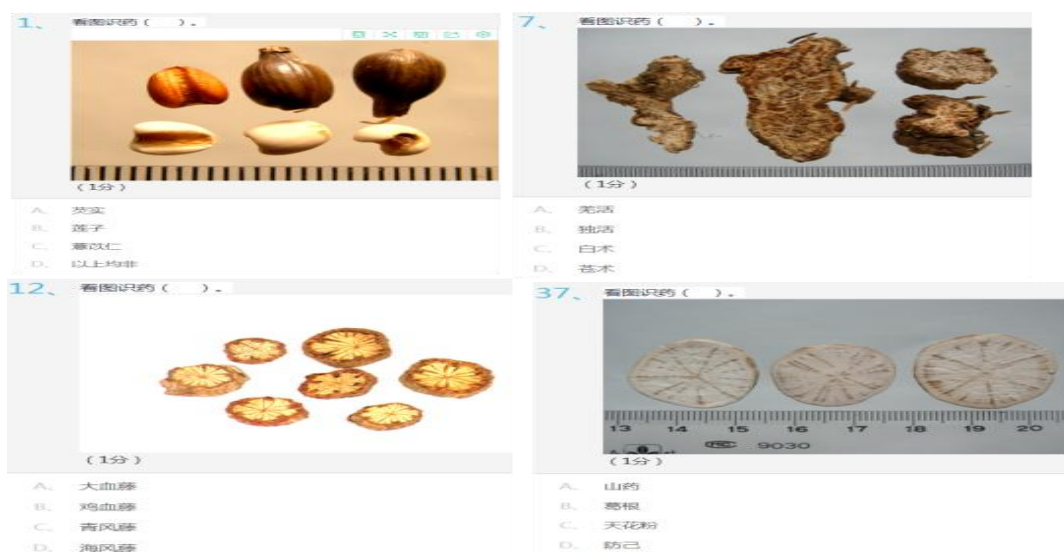 1、 看图识药（ ）。
（1分）
A、 芡实
B、 莲子
C、 薏苡仁
D、 以上均非
7、 看图识药（ ）。
（1分）
A、 羌活
B、 独活
C、 白术
D、 苍术
12、 看图识药（ ）。
（1分）
A、 大血藤
B、 鸡血藤
C、 青风藤
D、 海风藤
37、 看图识药（ ）。
13 14 15 16 17 18 19 20
9030
（1分）
A、 山药
B、 葛根
C、 天花粉
D、 防己